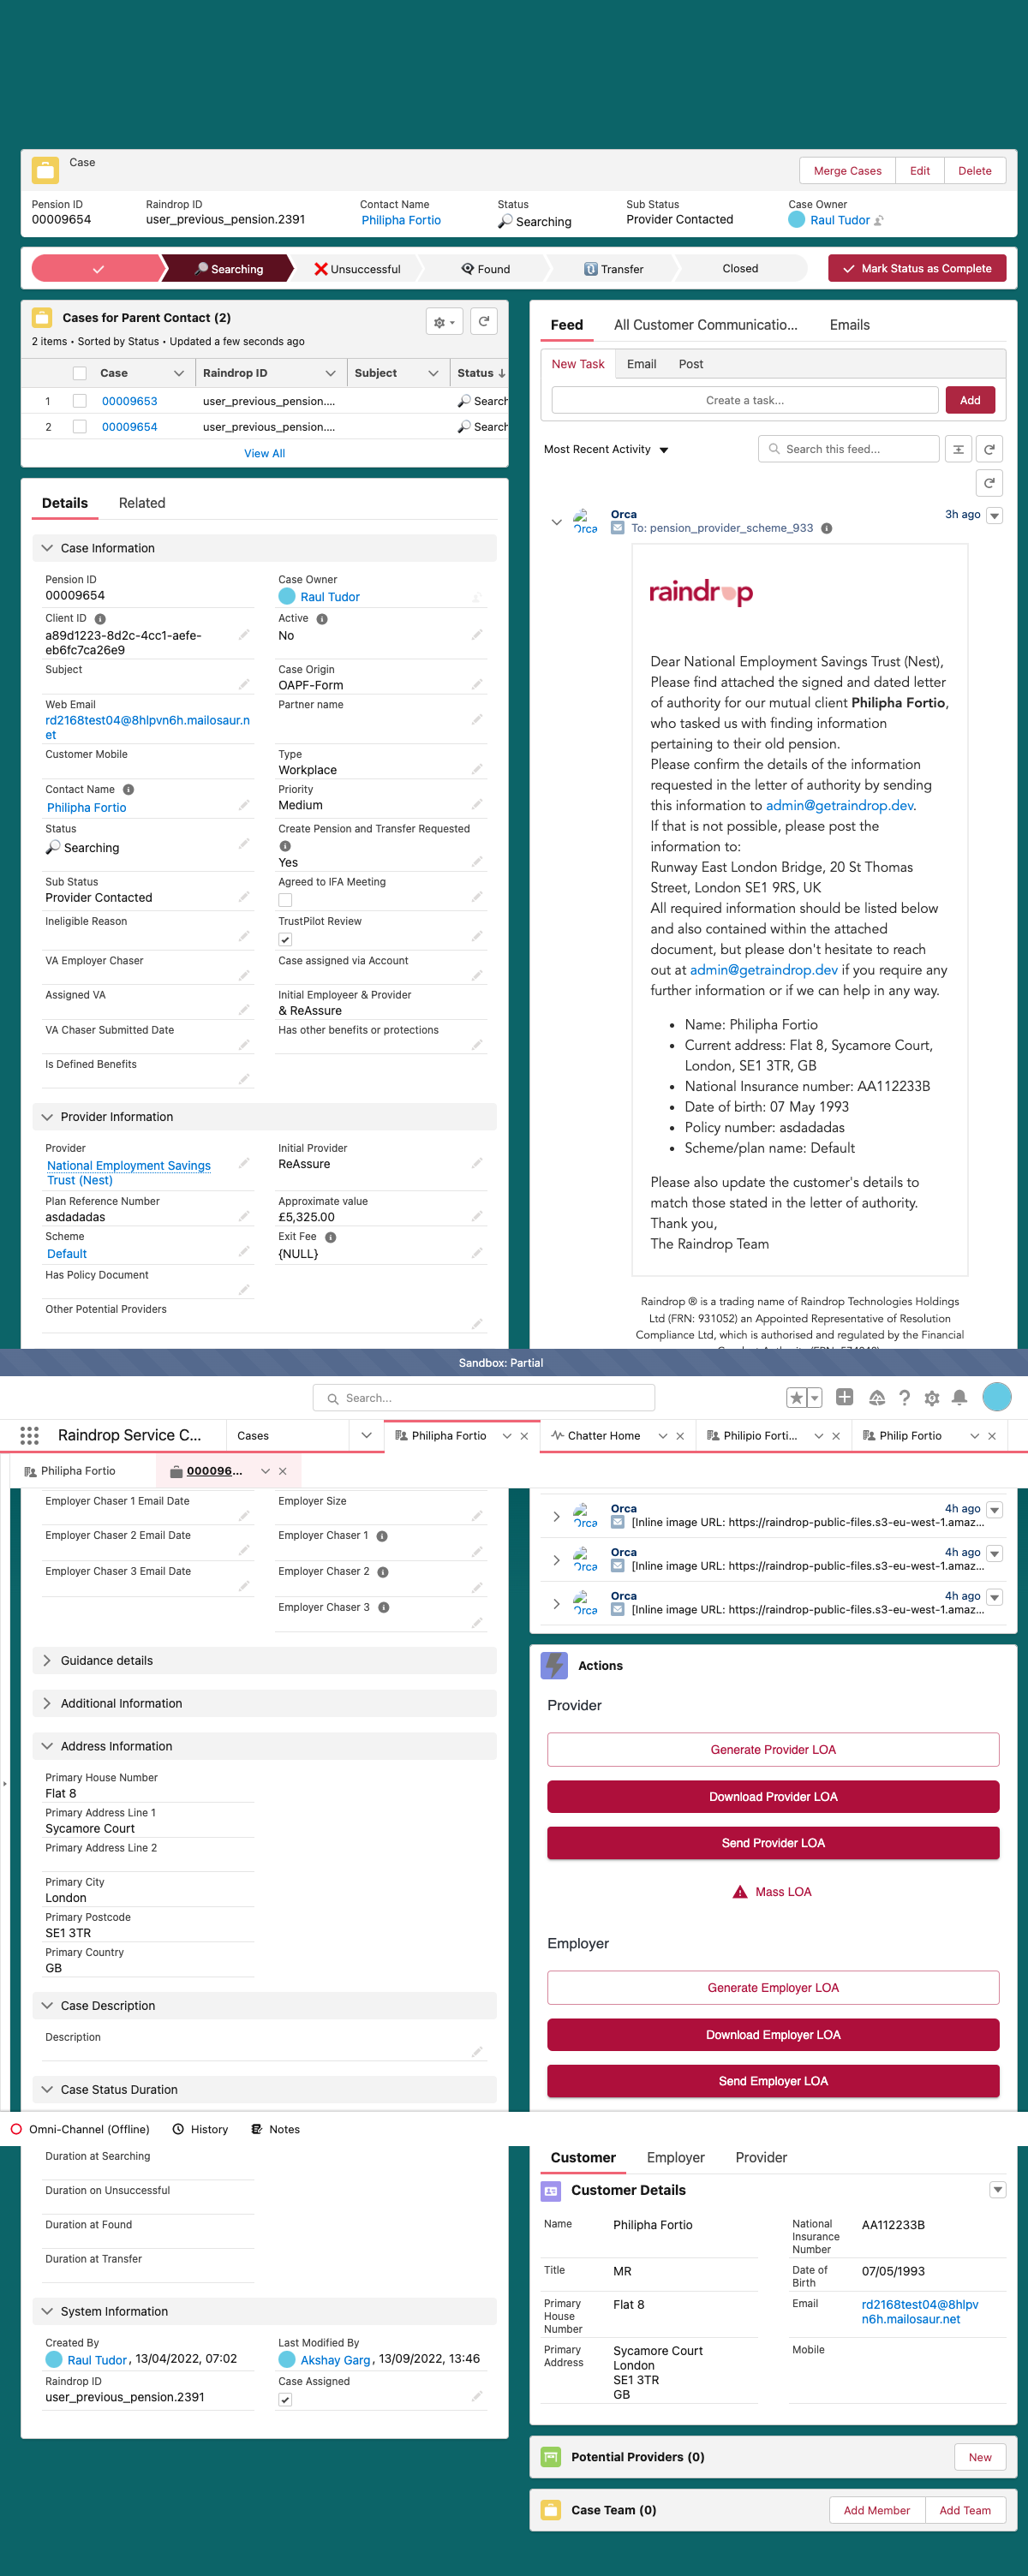 Case
Merge Cases
Edit
Delete
Pension ID
00009654
Raindrop ID
user_previous_pension.2391
Contact Name
Philipha Fortio
Status
Searching
Sub Status
Provider Contacted
Case Owner
Raul Tudor
Searching
Unsuccessful
Found
Transfer
Closed
Mark Status as Complete
Cases for Parent Contact (2)
2 items • Sorted by Status • Updated a few seconds ago
Case
Raindrop ID
Subject
Status
1
00009653
user_previous_pension....
Search
2
00009654
user_previous_pension....
Search
View All
Details
Related
Case Information
Pension ID
00009654
Case Owner
Raul Tudor
Client ID
a89d1223-8d2c-4cc1-aefe-
eb6fc7ca26e9
Active
No
Subject
Case Origin
OAPF-Form
Web Email
rd2168test04@8hlpvn6h.mailosaur.n
et
Partner name
Customer Mobile
Type
Workplace
Contact Name
Philipha Fortio
Priority
Medium
Status
Searching
Create Pension and Transfer Requested
Yes
Sub Status
Provider Contacted
Agreed to IFA Meeting
Ineligible Reason
TrustPilot Review
VA Employer Chaser
Case assigned via Account
Assigned VA
Initial Employeer & Provider
& ReAssure
VA Chaser Submitted Date
Has other benefits or protections
Is Defined Benefits
Provider Information
Provider
National Employment Savings
Trust (Nest)
Initial Provider
ReAssure
Plan Reference Number
asdadadas
Approximate value
£5,325.00
Scheme
Default
Exit Fee
{NULL}
Has Policy Document
Other Potential Providers
Feed
All Customer Communicatio...
Emails
New Task
Email
Post
Create a task...
Add
Most Recent Activity
Search this feed...
Orca
Orca
3h ago
To: pension_provider_scheme_933
raindrop
Dear National Employment Savings Trust (Nest),
Please find attached the signed and dated letter
of authority for our mutual client Philipha Fortio,
who tasked us with finding information
pertaining to their old pension.
Please confirm the details of the information
requested in the letter of authority by sending
this information to admin@getraindrop.dev.
If that is not possible, please post the
information to:
Runway East London Bridge, 20 St Thomas
Street, London SE1 9RS, UK
All required information should be listed below
and also contained within the attached
document, but please don't hesitate to reach
out at admin@getraindrop.dev if you require any
further information or if we can help in any way.
• Name: Philipha Fortio
• Current address: Flat 8, Sycamore Court,
London, SE1 3TR, GB
• National Insurance number: AA112233B
• Date of birth: 07 May 1993
• Policy number: asdadadas
• Scheme/plan name: Default
Please also update the customer's details to
match those stated in the letter of authority.
Thank you,
The Raindrop Team
Raindrop ® is a trading name of Raindrop Technologies Holdings
Ltd (FRN: 931052) an Appointed Representative of Resolution
Compliance Ltd, which is authorised and regulated by the Financial
Sandbox: Partial
Search...
Raindrop Service C...
Cases
Philipha Fortio
Chatter Home
Philipio Forti...
Philip Fortio
Philipha Fortio
000096...
Employer Chaser 1 Email Date
Employer Size
Employer Chaser 2 Email Date
Employer Chaser 1
Employer Chaser 3 Email Date
Employer Chaser 2
Employer Chaser 3
Guidance details
Additional Information
Address Information
Primary House Number
Flat 8
Primary Address Line 1
Sycamore Court
Primary Address Line 2
Primary City
London
Primary Postcode
SE1 3TR
Primary Country
GB
Case Description
Description
Case Status Duration
Orca
Orca
4h ago
[Inline image URL: https://raindrop-public-files.s3-eu-west-1.amaz...
Orca
Orca
4h ago
[Inline image URL: https://raindrop-public-files.s3-eu-west-1.amaz...
Orca
Orca
4h ago
[Inline image URL: https://raindrop-public-files.s3-eu-west-1.amaz...
Actions
Provider
Generate Provider LOA
Download Provider LOA
Send Provider LOA
Mass LOA
Employer
Generate Employer LOA
Download Employer LOA
Send Employer LOA
Omni-Channel (Offline)
History
Notes
Duration at Searching
Duration on Unsuccessful
Duration at Found
Duration at Transfer
System Information
Created By
Raul Tudor, 13/04/2022, 07:02
Last Modified By
Akshay Garg, 13/09/2022, 13:46
Raindrop ID
user_previous_pension.2391
Case Assigned
Customer
Employer
Provider
Customer Details
Name
Philipha Fortio
National
Insurance
Number
AA112233B
Title
MR
Date of
Birth
07/05/1993
Primary
House
Number
Flat 8
Email
rd2168test04@8hlpv
n6h.mailosaur.net
Primary
Address
Sycamore Court
London
SE1 3TR
GB
Mobile
Potential Providers (0)
New
Case Team (0)
Add Member
Add Team